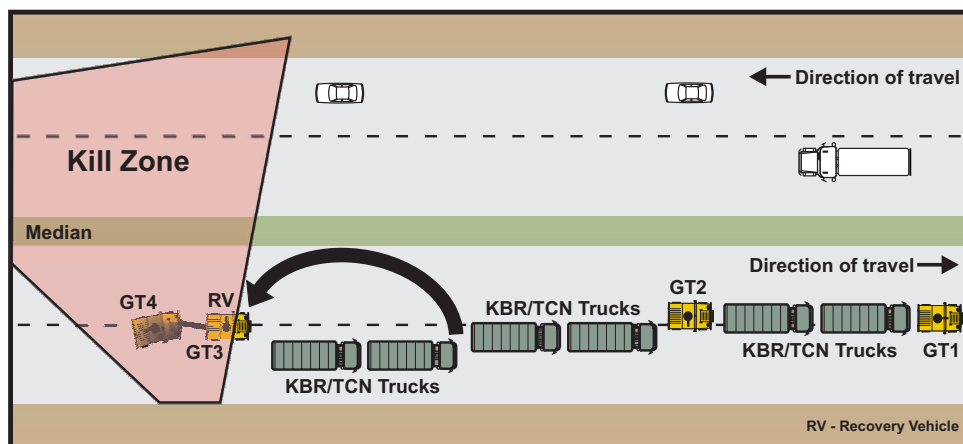 Direction of travel
Kill Zone
Median
Direction of travel
GT4
RV
GT3
KBR/TCN Trucks
KBR/TCN Trucks
GT2
KBR/TCN Trucks
GT1
RV - Recovery Vehicle